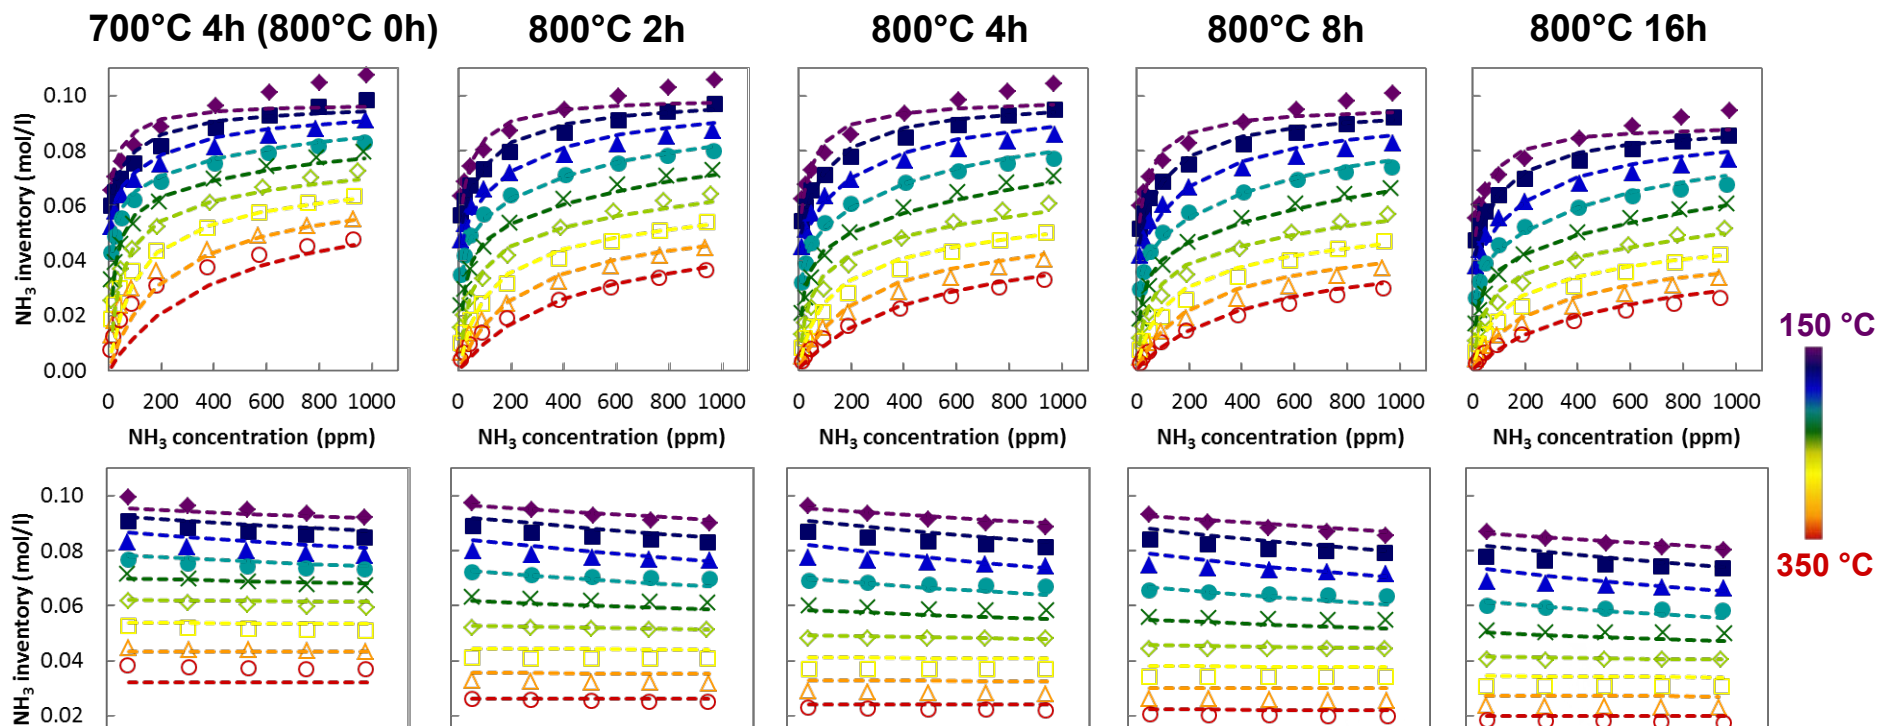 700°C 4h (800°C 0h) 800°C 2h 800°C 4h 800°C 8h 800°C 16h
NH3 inventory (mol/l)
0.10
0.08
0.06
0.04
0.02
0.00
0 200 400 600 800 1000 0 200 400 600 800 1000 0 200 400 600 800 1000 0 200 400 600 800 1000 0 200 400 600 800 1000
NH3 concentration (ppm) NH3 concentration (ppm) NH3 concentration (ppm) NH3 concentration (ppm) NH3 concentration (ppm)
150 °C
350 °C
NH3 inventory (mol/l)
0.10
0.08
0.06
0.04
0.02